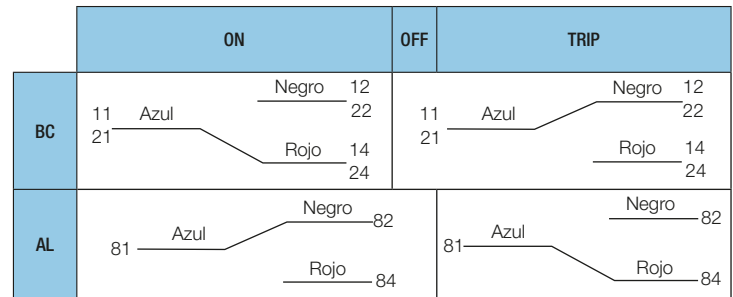 ON OFF TRIP
BC
Negro 12
22
11 Azul
21
Rojo 14
24
Negro 12
22
11 Azul
21
Rojo 14
24
AL
Negro 82
81 Azul
Rojo 84
Negro 82
81 Azul
Rojo 84